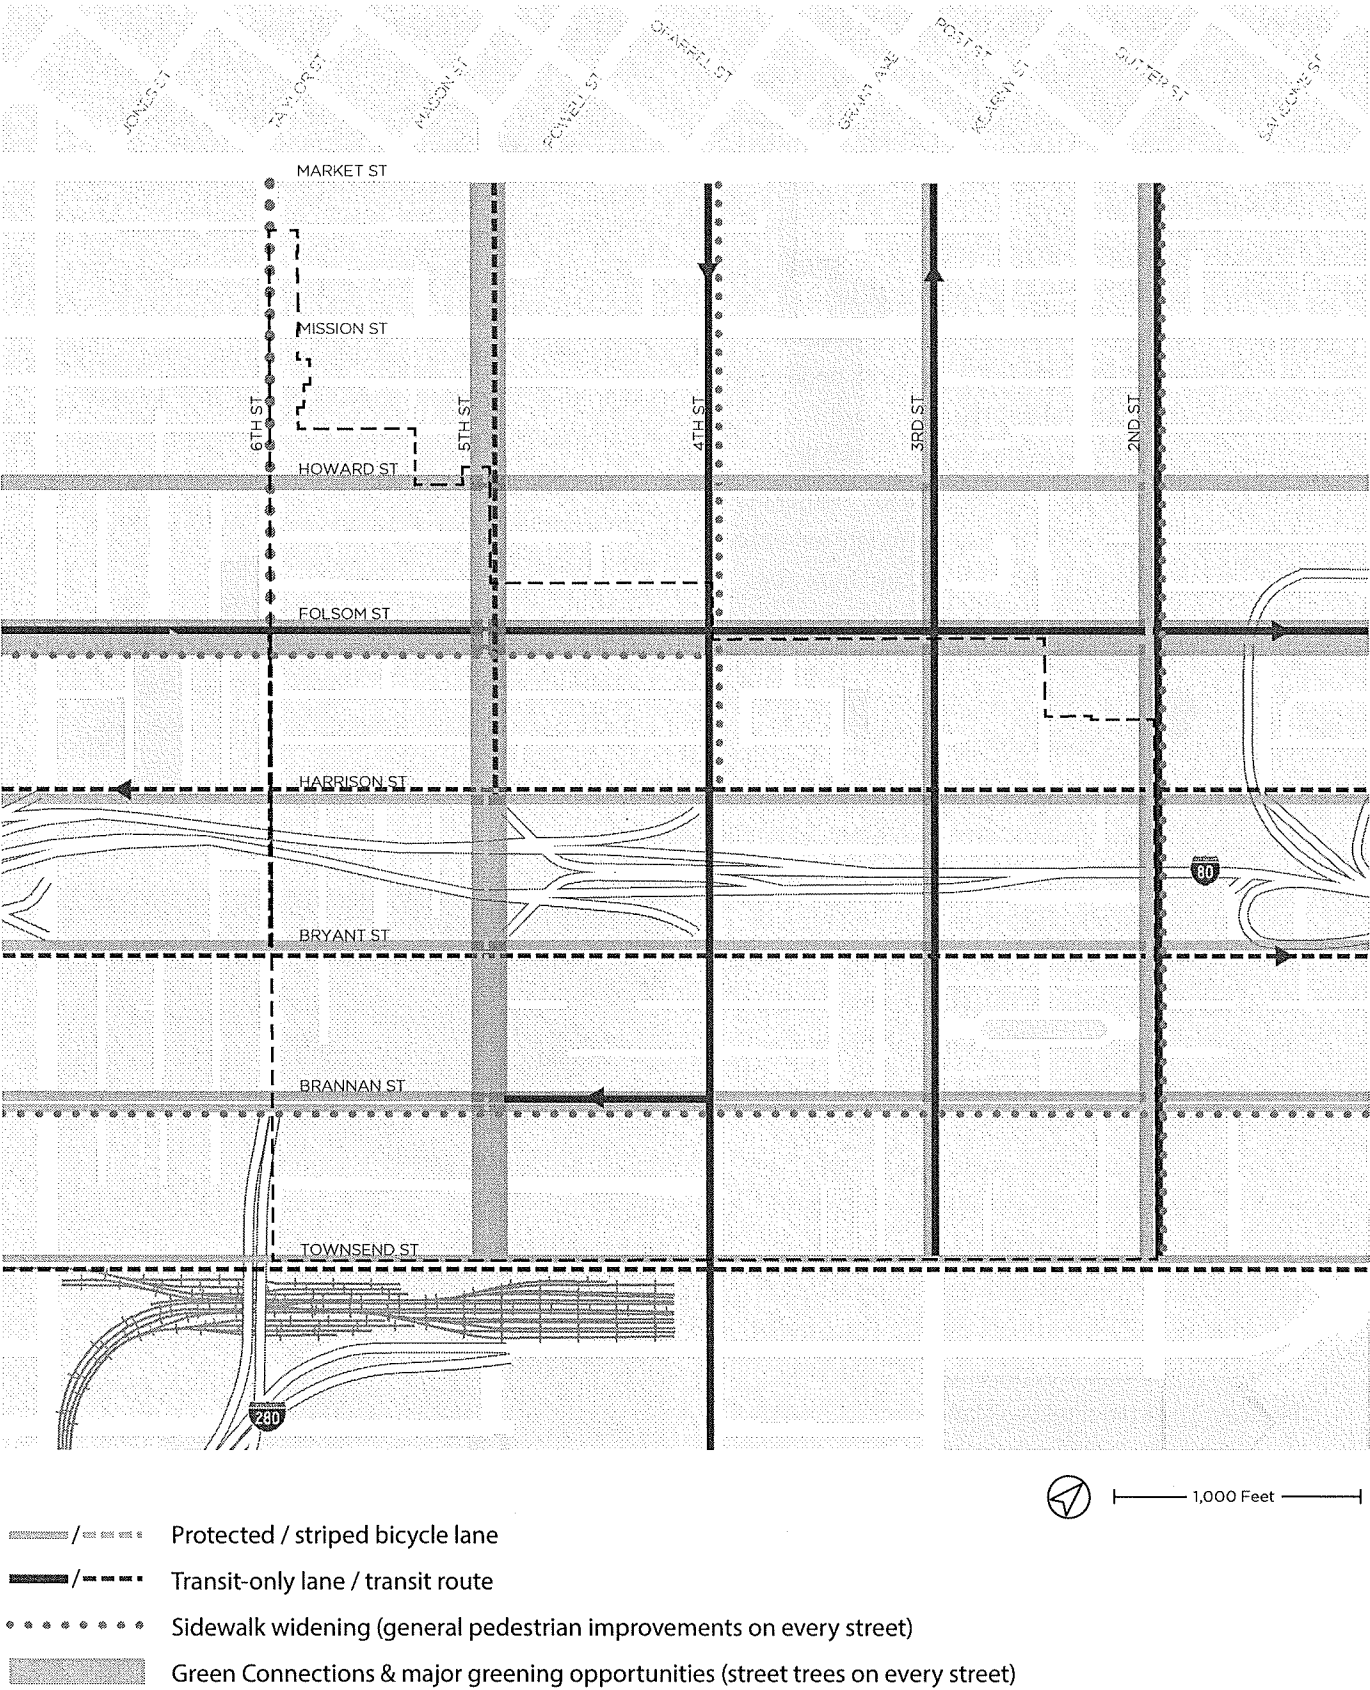 JONES ST
TAYLOR ST
MASON ST
POWELL ST
OFARRELL ST
GRANT AVE
POST ST
KEARNY ST
SUTTER ST
SANSOME ST
MARKET ST
MISSION ST
6TH ST
5TH ST
4TH ST
3RD ST
2ND ST
HOWARD ST
FOLSOM ST
HARRISON ST
80
BRYANT ST
BRANNAN ST
TOWNSEND ST
280
1,000 Feet
/ Protected / striped bicycle lane
/ Transit-only lane / transit route
Sidewalk widening (general pedestrian improvements on every street)
Green Connections & major greening opportunities (street trees on every street)